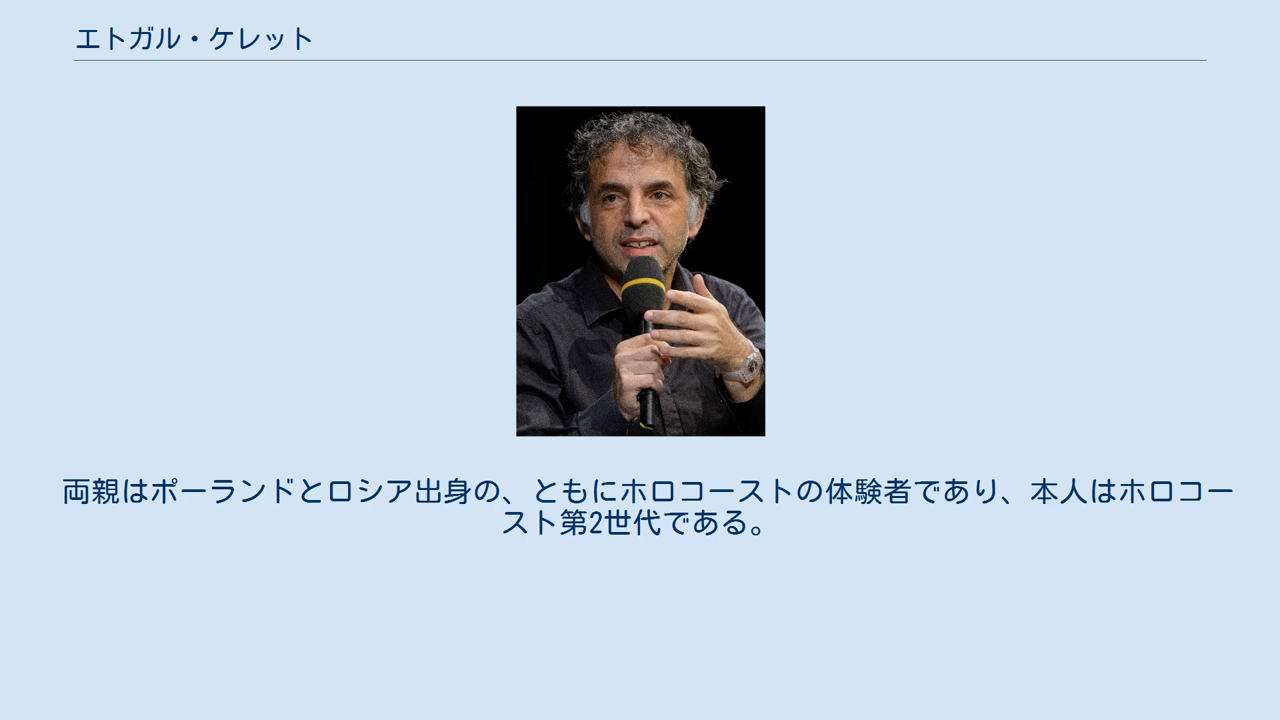 エトガル・ケレット
両親はポーランドとロシア出身の、ともにホロコーストの体験者であり、本人はホロコー
スト第2世代である。